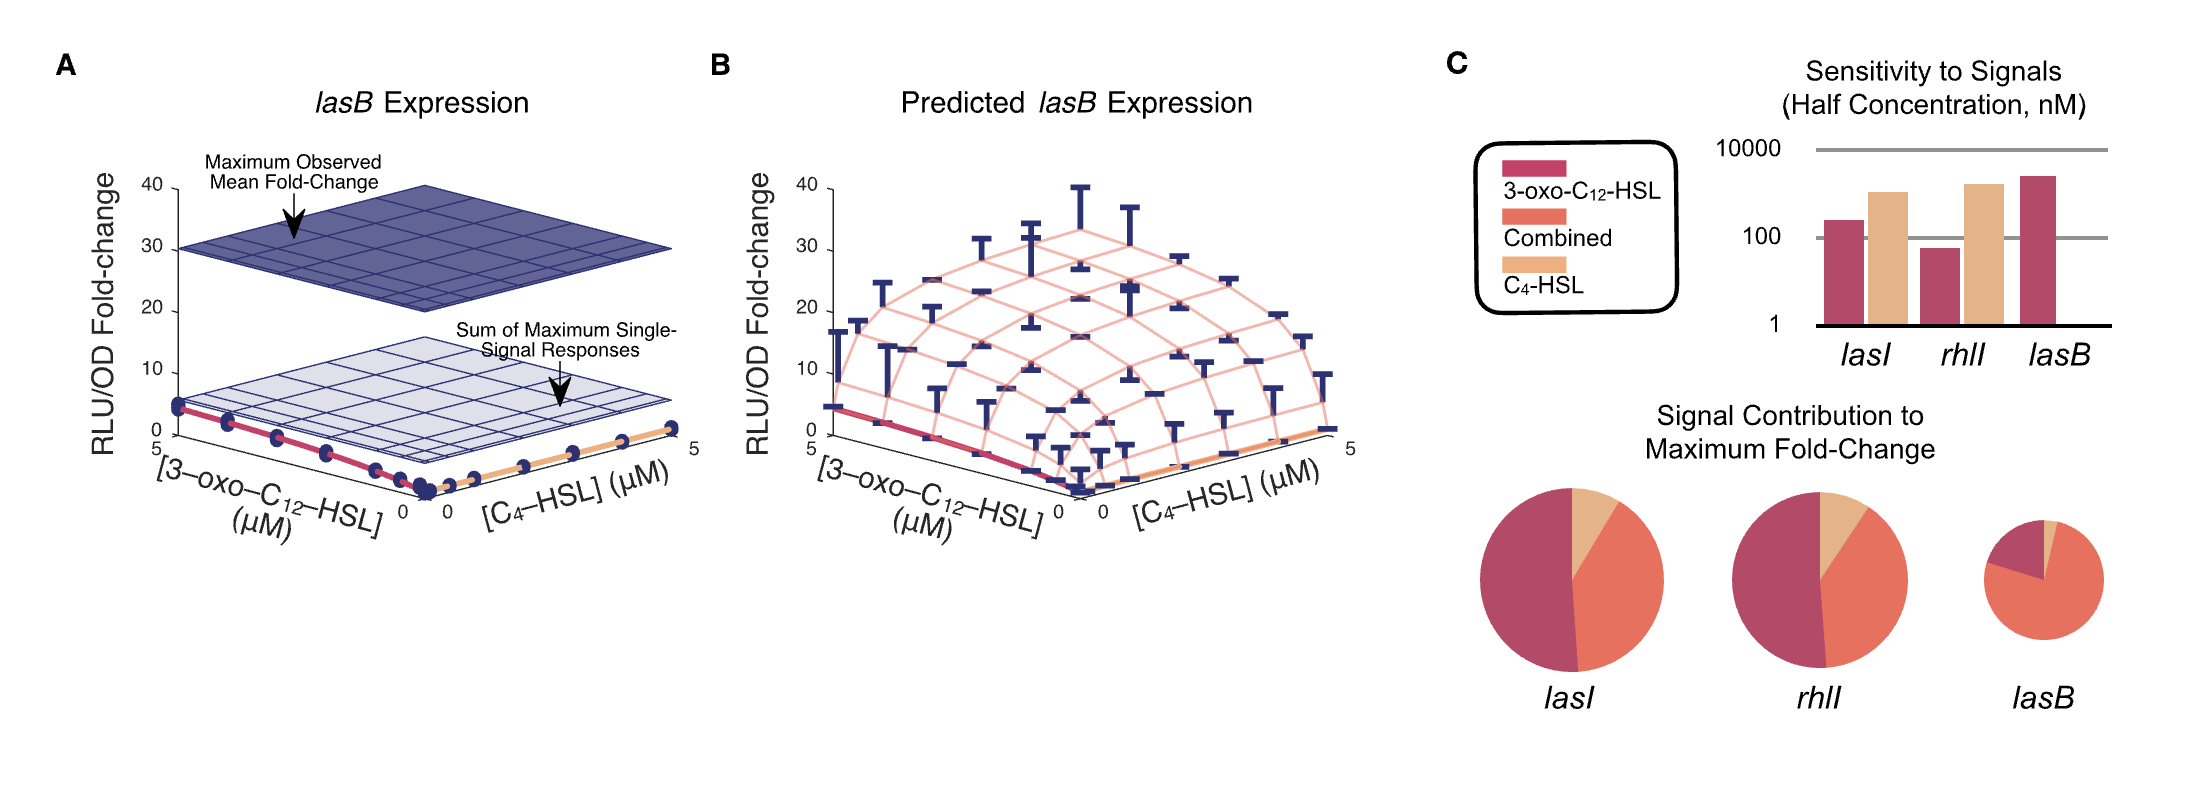 A
lasB Expression
Maximum Observed
Mean Fold-Change
Sum of Maximum Single-
Signal Responses
RLU/OD Fold-change
40
30
20
10
0
5
[3–oxo–C12–HSL]
(μM)
0
0
[C4–HSL] (μM)
5
B
Predicted lasB Expression
RLU/OD Fold-change
40
30
20
10
0
5
[3–oxo–C12–HSL]
(μM)
0
0
[C4–HSL] (μM)
5
C
3-oxo-C12-HSL
Combined
C4-HSL
Sensitivity to Signals
(Half Concentration, nM)
10000
100
1
lasI
rhlI
lasB
Signal Contribution to
Maximum Fold-Change
lasI
rhlI
lasB